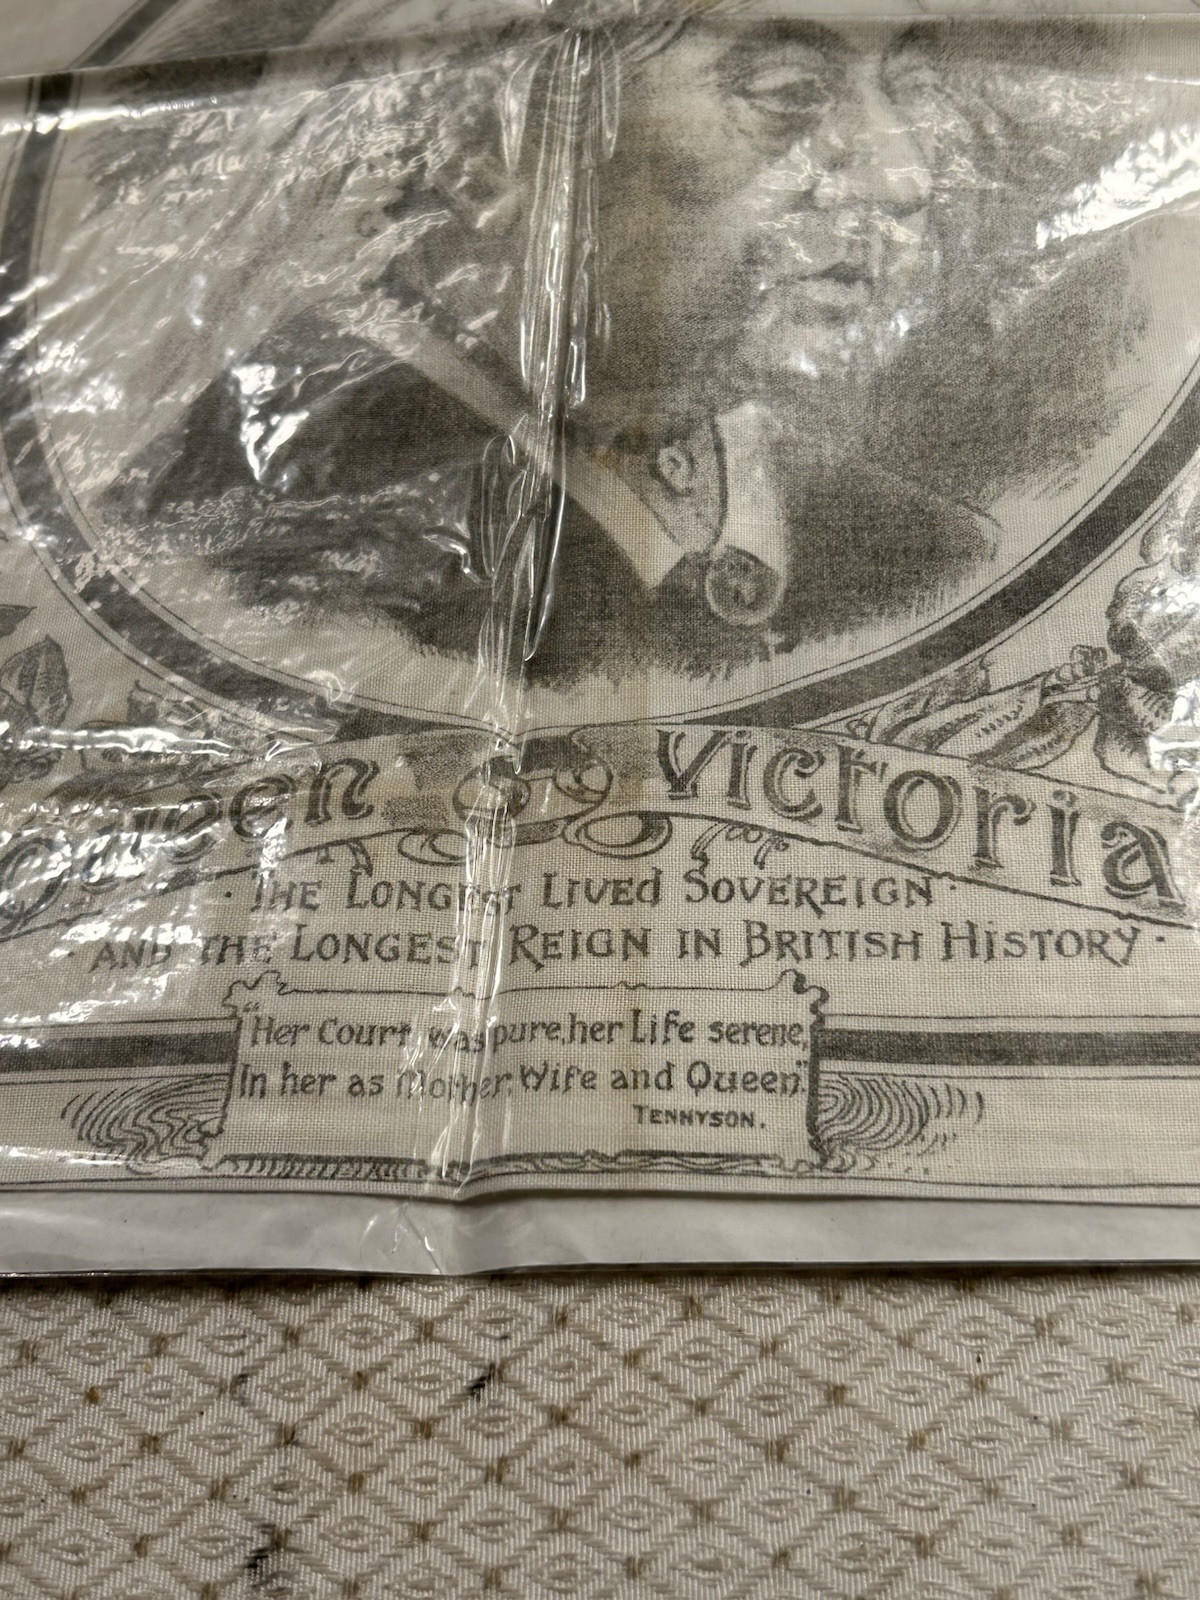 Queen Victoria
· THE LONGEST LIVED SOVEREIGN ·
· AND THE LONGEST REIGN IN BRITISH HISTORY ·
"Her Court was pure, her Life serene,
In her as Mother, Wife and Queen."
TENNYSON.